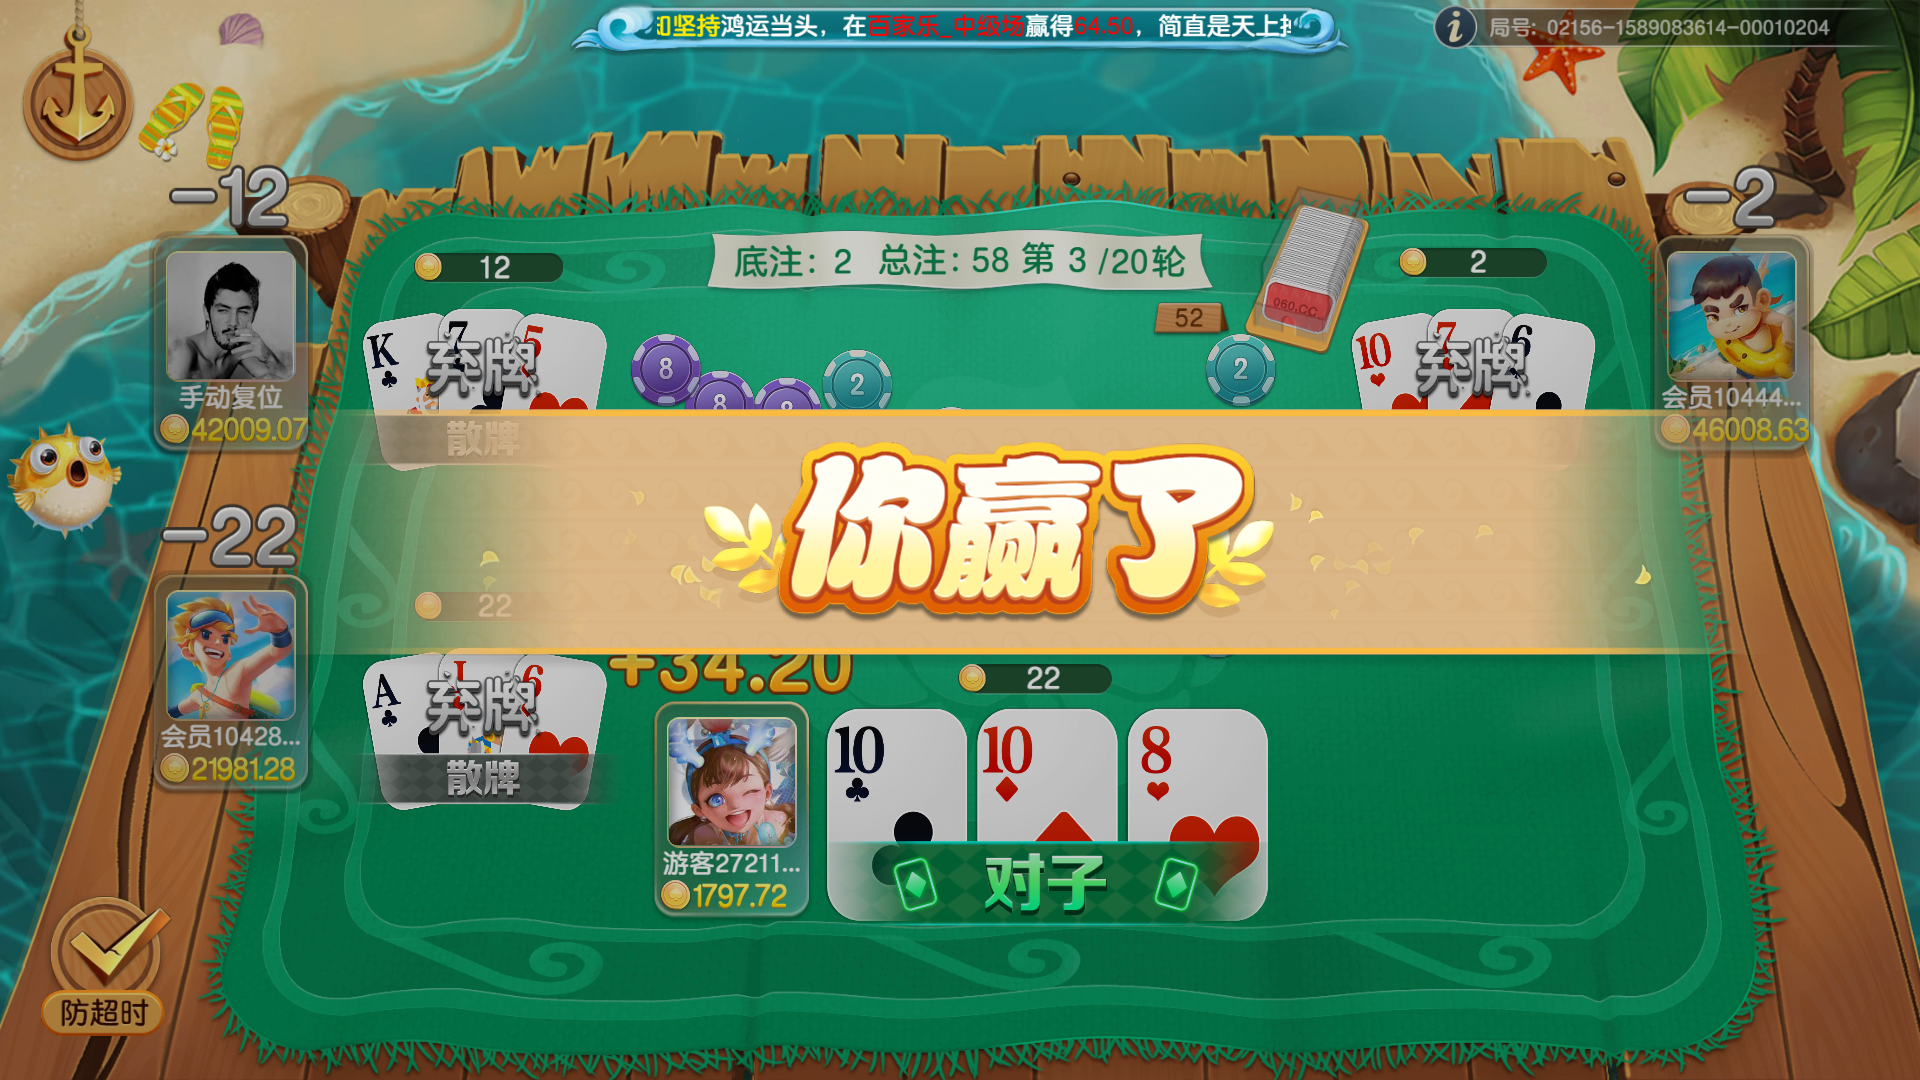 坚持鸿运当头，在百家乐_中级场赢得64.50，简直是天上
局号：02156-1589083614-00010204
-12
-2
底注：2 总注：58 第 3 /20轮
12
2
52
060.CC
K
7
5
弃牌
散牌
8
8
8
2
2
10
7
6
弃牌
手动复位
42009.07
会员10444...
46008.63
你赢了
-22
22
+34.20
22
A
6
弃牌
散牌
会员10428...
21981.28
游客27211...
1797.72
10
10
8
对子
防超时